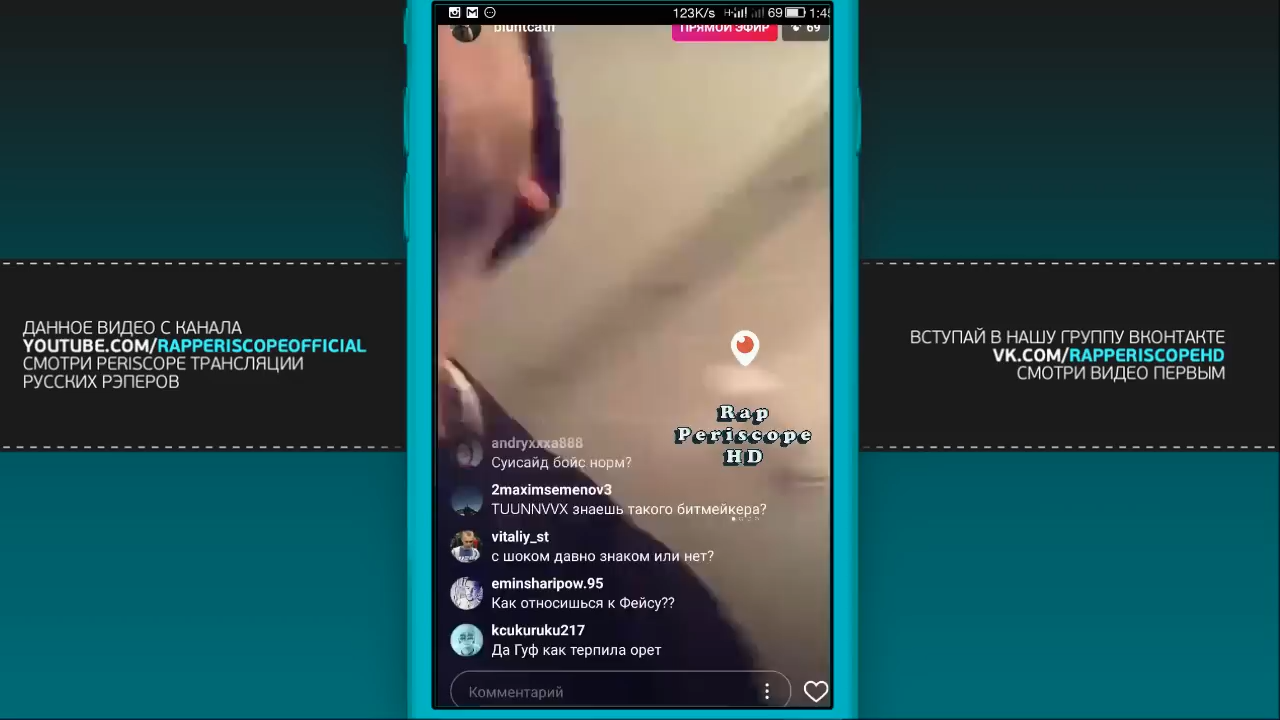 123K/s
69
1:45
bluntcath
ПРЯМОЙ ЭФИР
69
ДАННОЕ ВИДЕО С КАНАЛА
YOUTUBE.COM/RAPPERISCOPEOFFICIAL
СМОТРИ PERISCOPE ТРАНСЛЯЦИИ
РУССКИХ РЭПЕРОВ
ВСТУПАЙ В НАШУ ГРУППУ ВКОНТАКТЕ
VK.COM/RAPPERISCOPEHD
СМОТРИ ВИДЕО ПЕРВЫМ
Rap
Periscope
HD
andryxxxa888
Суисайд бойс норм?
2maximsemenov3
TUUNNVVX знаешь такого битмейкера?
vitaliy_st
с шоком давно знаком или нет?
eminsharipow.95
Как относишься к Фейсу??
kcukuruku217
Да Гуф как терпила орет
Комментарий